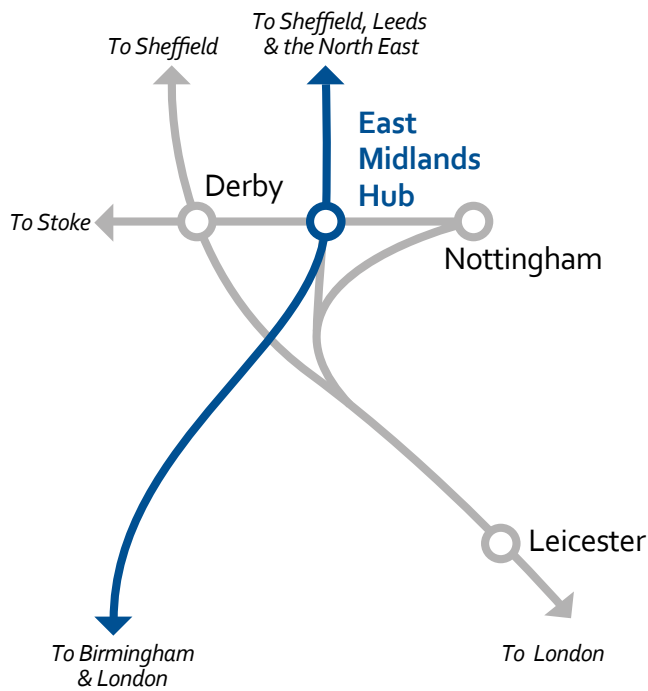 To Sheffield
To Sheffield, Leeds
& the North East
East
Midlands
Hub
Derby
To Stoke
Nottingham
Leicester
To Birmingham
& London
To London